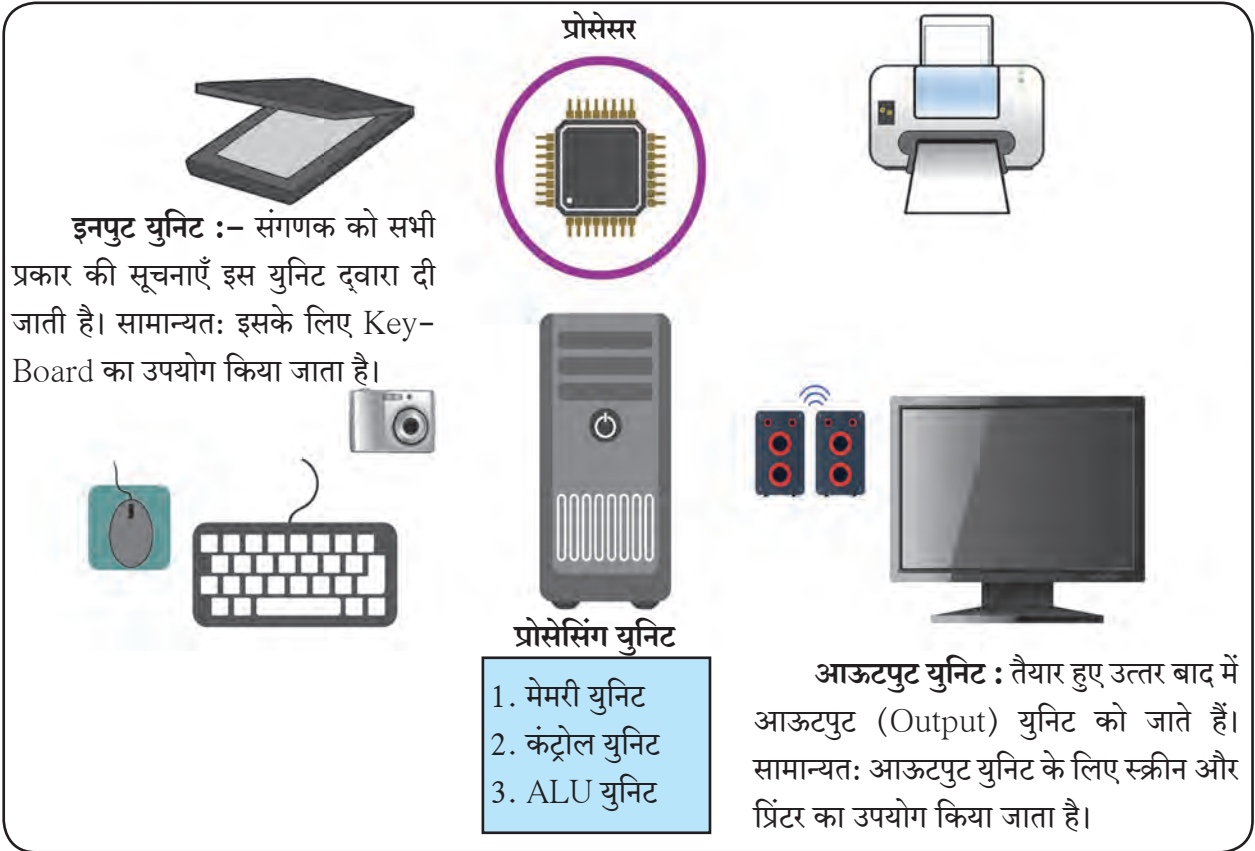 प्रोसेसर
इनपुट युनिट :– संगणक को सभी
प्रकार की सूचनाएँ इस युनिट द्‍वारा दी
जाती है। सामान्यत: इसके लिए Key–
Board का उपयोग किया जाता है।
प्रोसेसिंग युनिट
1. मेमरी युनिट
2. कंट्रोल युनिट
3. ALU युनिट
आऊटपुट युनिट : तैयार हुए उत्तर बाद में
आऊटपुट (Output) युनिट को जाते हैं।
सामान्यत: आऊटपुट युनिट के लिए स्क्रीन और
प्रिंटर का उपयोग किया जाता है।